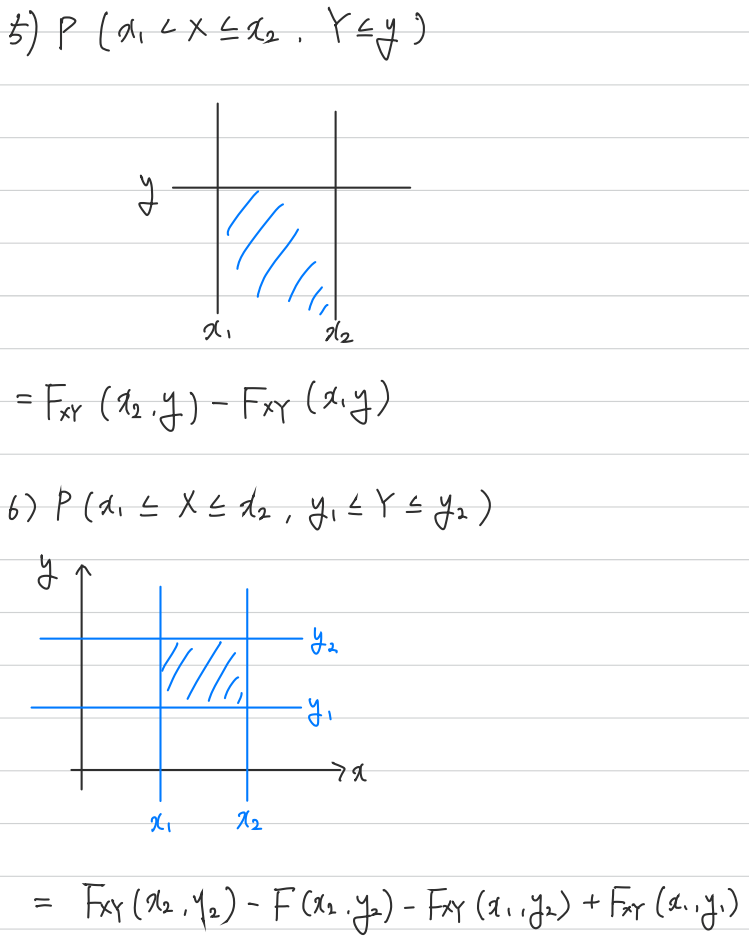 5) P (x₁ < X ≤ x₂, Y ≤ y)
y
x₁ x₂
= F_XY (x₂, y) - F_XY (x₁ y)
6) P (x₁ ≤ X ≤ x₂, y₁ ≤ Y ≤ y₂)
y
y₂
y₁
x
x₁ x₂
= F_XY (x₂, y₂) - F (x₂, y₂) - F_XY (x₁, y₂) + F_XY (x₁, y₁)